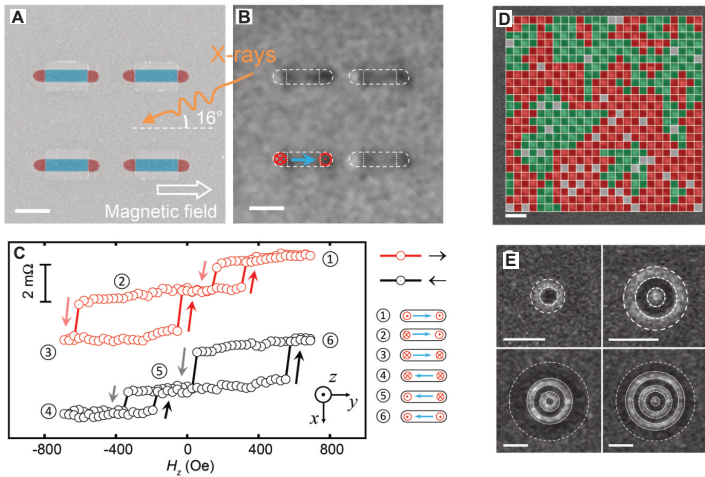 A
X-rays
16°
Magnetic field
B
C
2 mΩ
①
②
③
④
⑤
⑥
-800
-400
0
400
800
H_z (Oe)
→
←
①
②
③
④
⑤
⑥
z
y
x
D
E